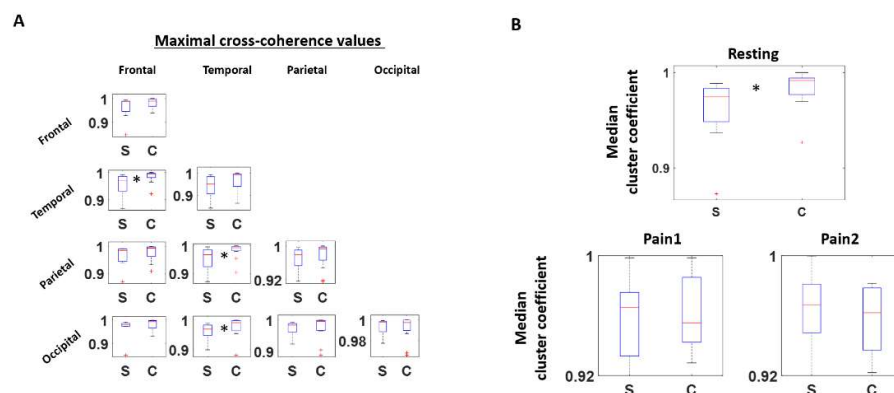 A
Maximal cross-coherence values
Frontal Temporal Parietal Occipital
Frontal
1
0.9
S C
Temporal
1
0.9
S * C
1
0.9
S C
Parietal
1
0.9
S C
1
0.9
* 
S C
1
0.92
S C
Occipital
1
0.9
S C
1
0.9
*
S C
1
0.9
S C
1
0.98
S C
B
Resting
Median
cluster coefficient
1
0.9
*
S C
Pain1 Pain2
Median
cluster coefficient
1
0.92
S C
1
0.92
S C